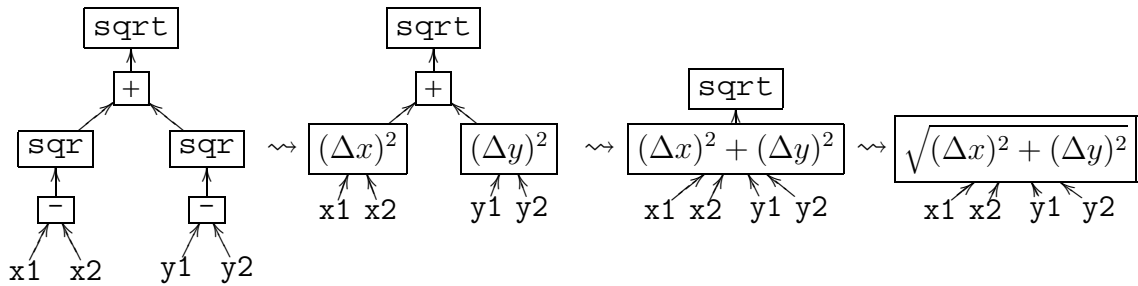 sqrt sqrt
+ + sqrt
sqr sqr ⇝ (Δx)² (Δy)² ⇝ (Δx)² + (Δy)² ⇝ √(Δx)² + (Δy)²
− − x1 x2 y1 y2 x1 x2 y1 y2 x1 x2 y1 y2
x1 x2 y1 y2